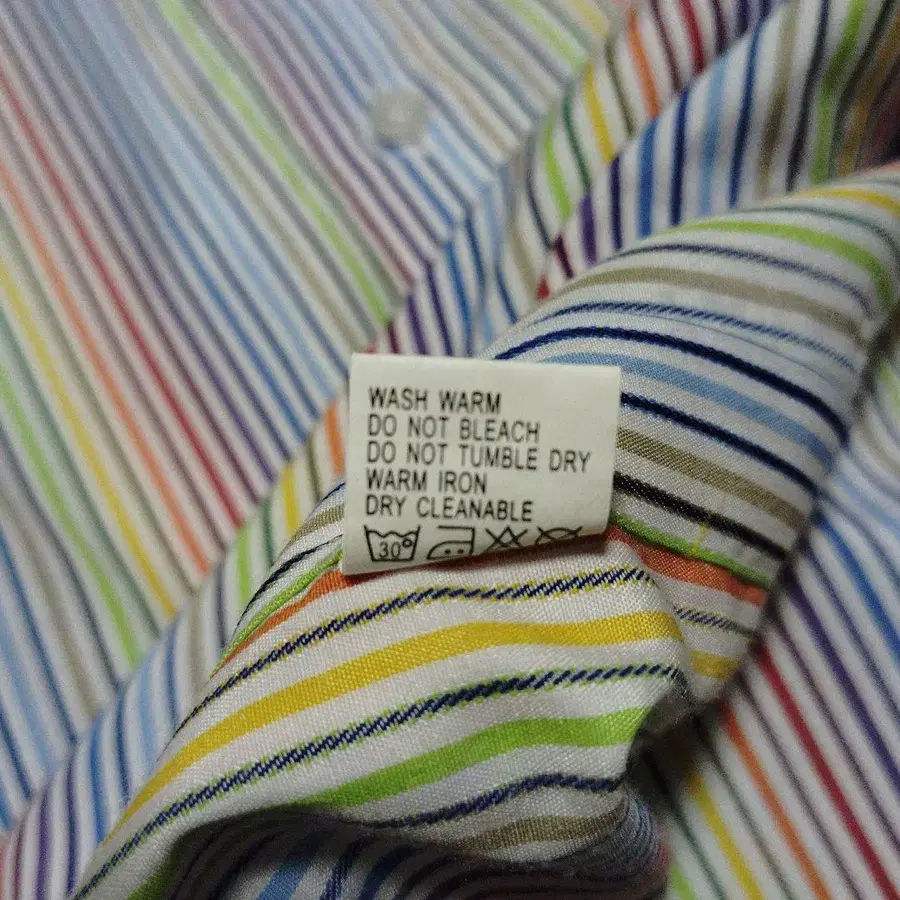 WASH WARM
DO NOT BLEACH
DO NOT TUMBLE DRY
WARM IRON
DRY CLEANABLE
30°